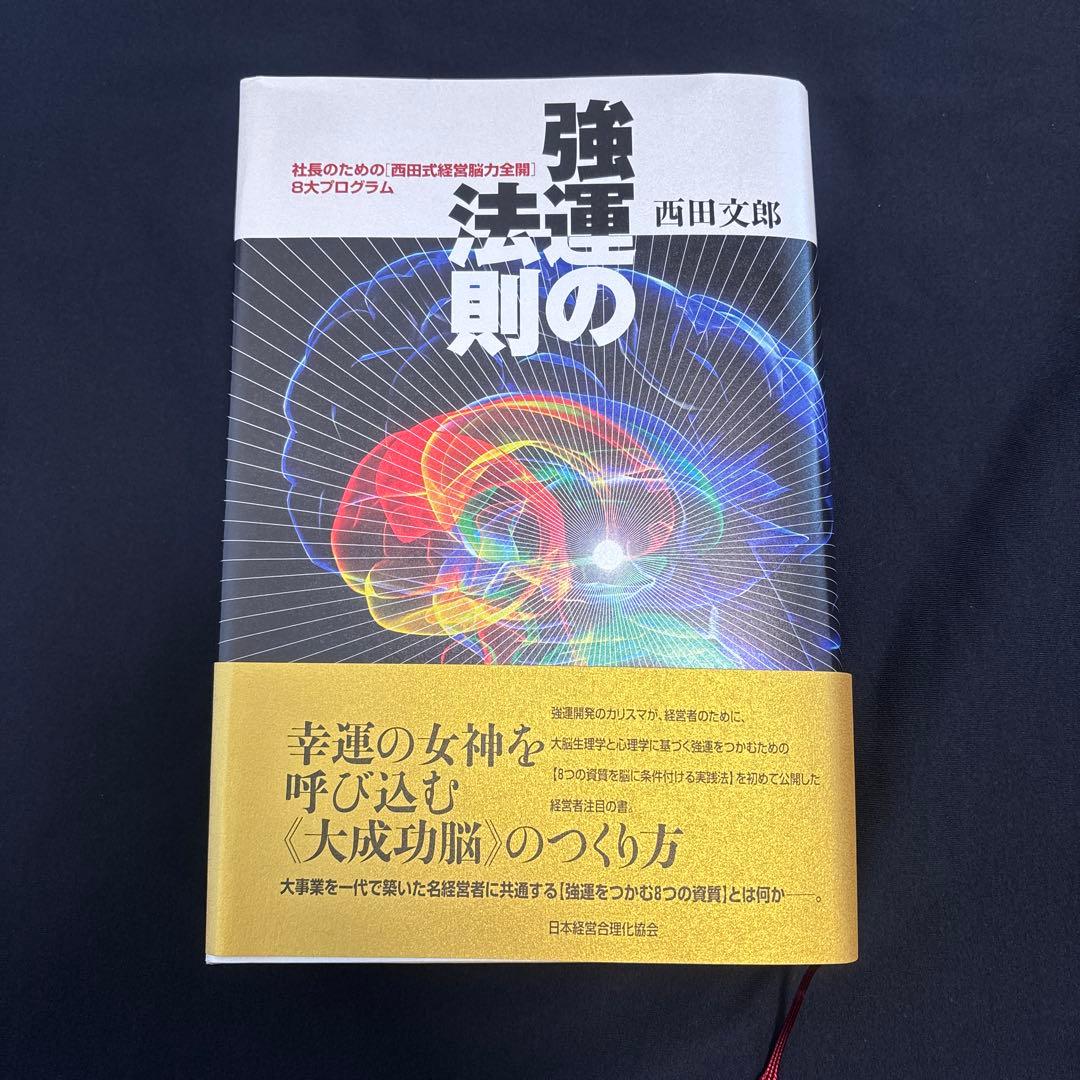 強運の
法則
社長のための[西田式経営脳力全開]
8大プログラム
西田文郎
幸運の女神を
呼び込む
《大成功脳》のつくり方
強運開発のカリスマが、経営者のために、
大脳生理学と心理学に基づく強運をつかむための
【8つの資質を脳に条件付ける実践法】を初めて公開した
経営者注目の書。
大事業を一代で築いた名経営者に共通する【強運をつかむ8つの資質】とは何か──。
日本経営合理化協会